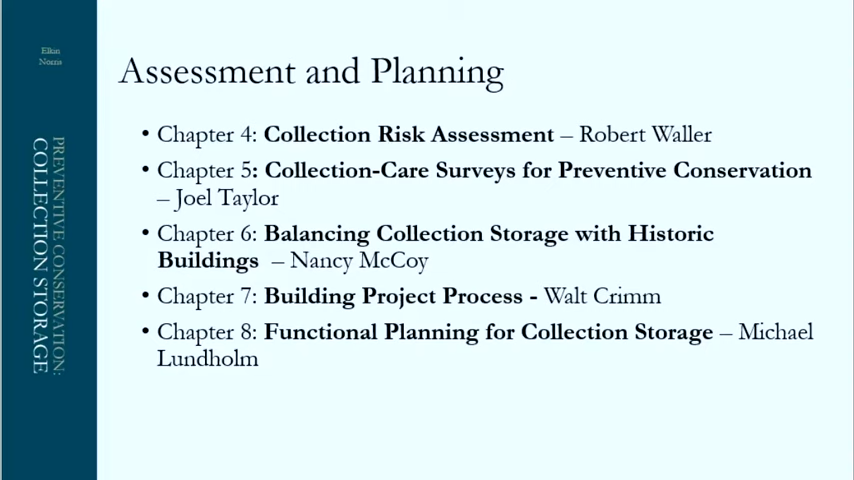 Elkin
Norris
PREVENTIVE CONSERVATION:
COLLECTION STORAGE
Assessment and Planning
• Chapter 4: Collection Risk Assessment – Robert Waller
• Chapter 5: Collection-Care Surveys for Preventive Conservation
– Joel Taylor
• Chapter 6: Balancing Collection Storage with Historic
Buildings – Nancy McCoy
• Chapter 7: Building Project Process - Walt Crimm
• Chapter 8: Functional Planning for Collection Storage – Michael
Lundholm